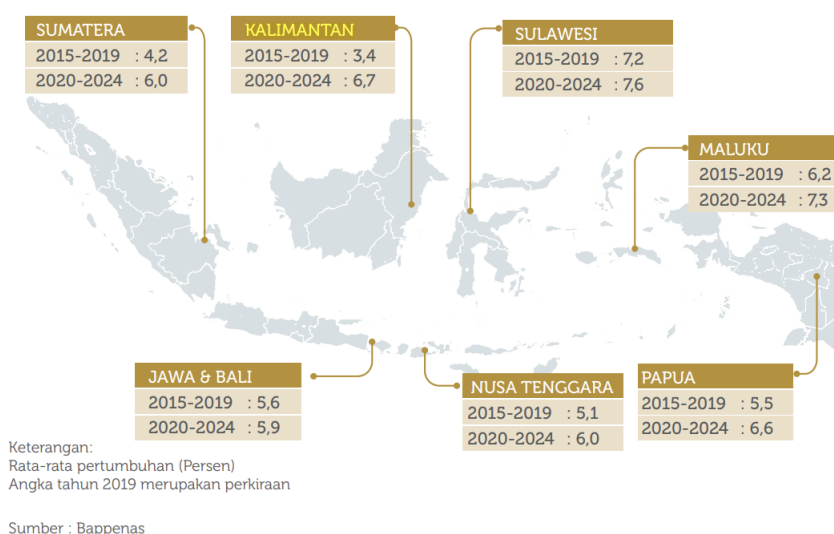 SUMATERA
2015-2019 : 4,2
2020-2024 : 6,0
KALIMANTAN
2015-2019 : 3,4
2020-2024 : 6,7
SULAWESI
2015-2019 : 7,2
2020-2024 : 7,6
MALUKU
2015-2019 : 6,2
2020-2024 : 7,3
JAWA & BALI
2015-2019 : 5,6
2020-2024 : 5,9
NUSA TENGGARA
2015-2019 : 5,1
2020-2024 : 6,0
PAPUA
2015-2019 : 5,5
2020-2024 : 6,6
Keterangan:
Rata-rata pertumbuhan (Persen)
Angka tahun 2019 merupakan perkiraan
Sumber : Bappenas